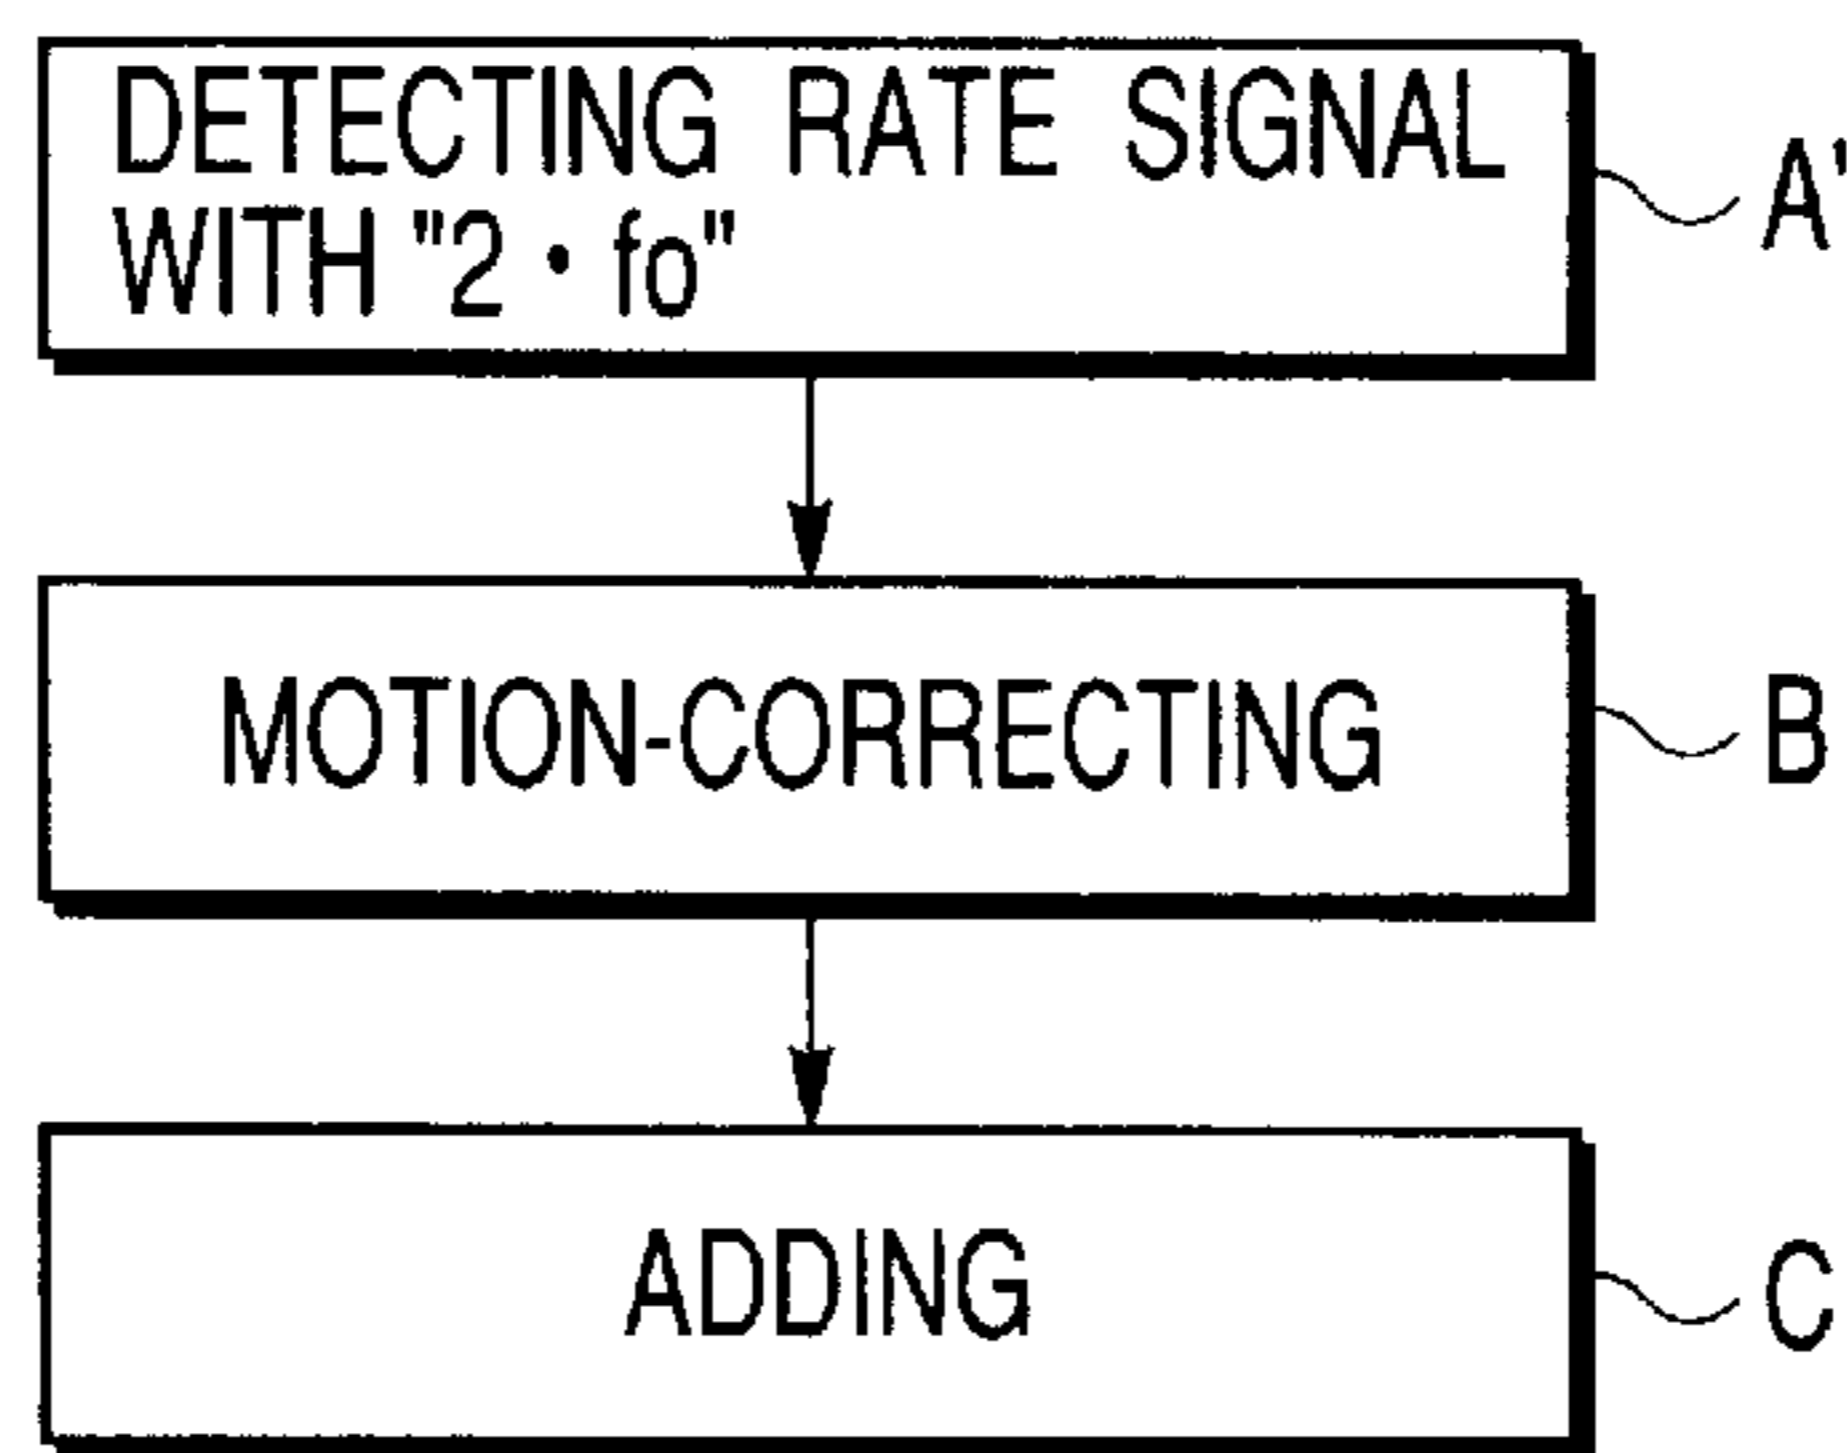 DETECTING RATE SIGNAL
WITH "2・fo"
A'
MOTION-CORRECTING
B
ADDING
C